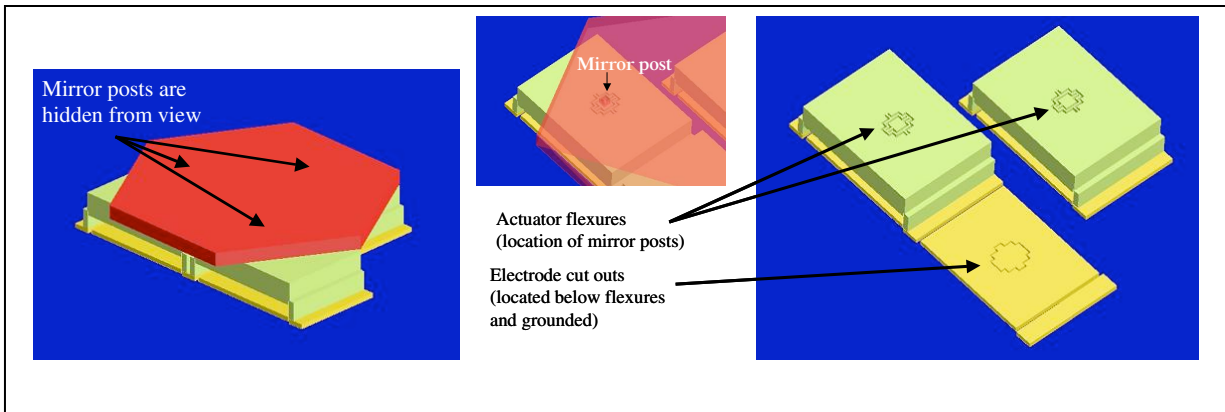 Mirror posts are
hidden from view
Mirror post
Actuator flexures
(location of mirror posts)
Electrode cut outs
(located below flexures
and grounded)